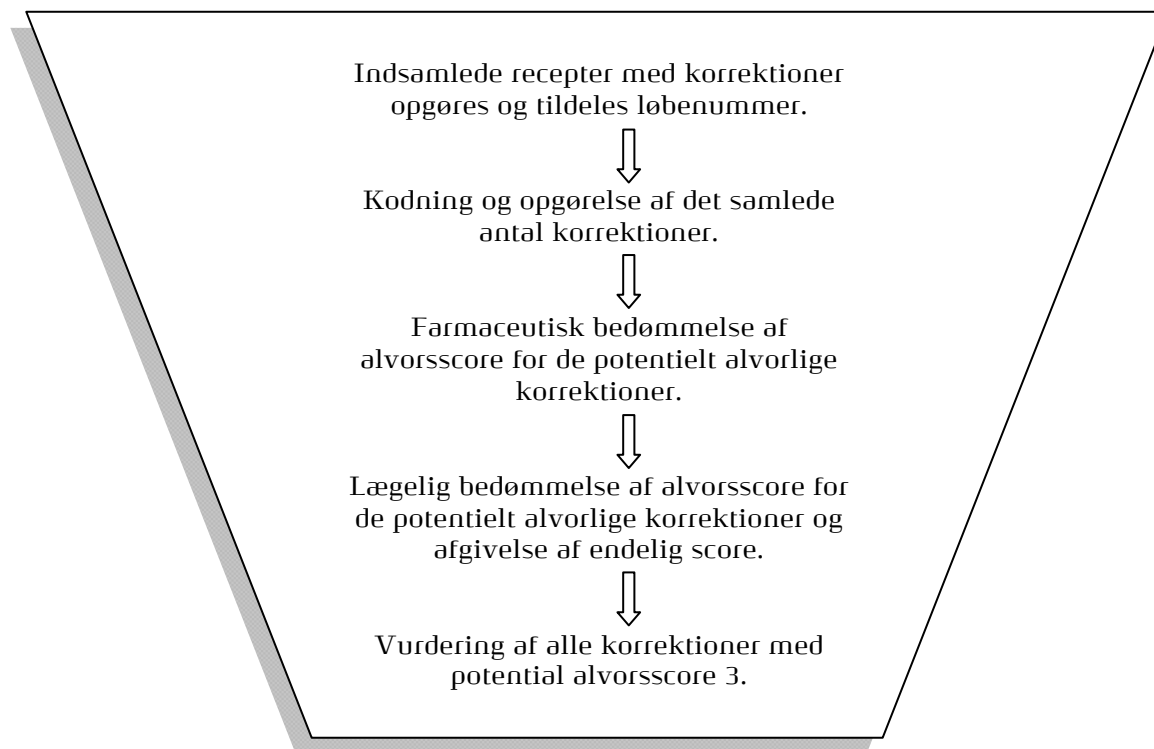 Indsamlede recepter med korrektioner
opgøres og tildeles løbenummer.
Kodning og opgørelse af det samlede
antal korrektioner.
Farmaceutisk bedømmelse af
alvorsscore for de potentielt alvorlige
korrektioner.
Lægelig bedømmelse af alvorsscore for
de potentielt alvorlige korrektioner og
afgivelse af endelig score.
Vurdering af alle korrektioner med
potential alvorsscore 3.